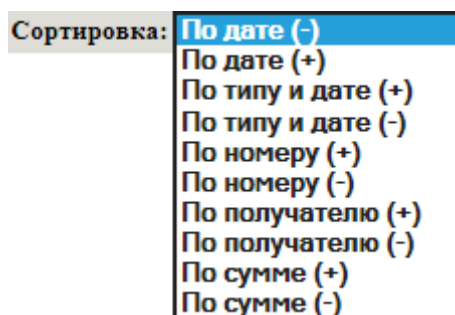 Сортировка: По дате (-)
По дате (+)
По типу и дате (+)
По типу и дате (-)
По номеру (+)
По номеру (-)
По получателю (+)
По получателю (-)
По сумме (+)
По сумме (-)